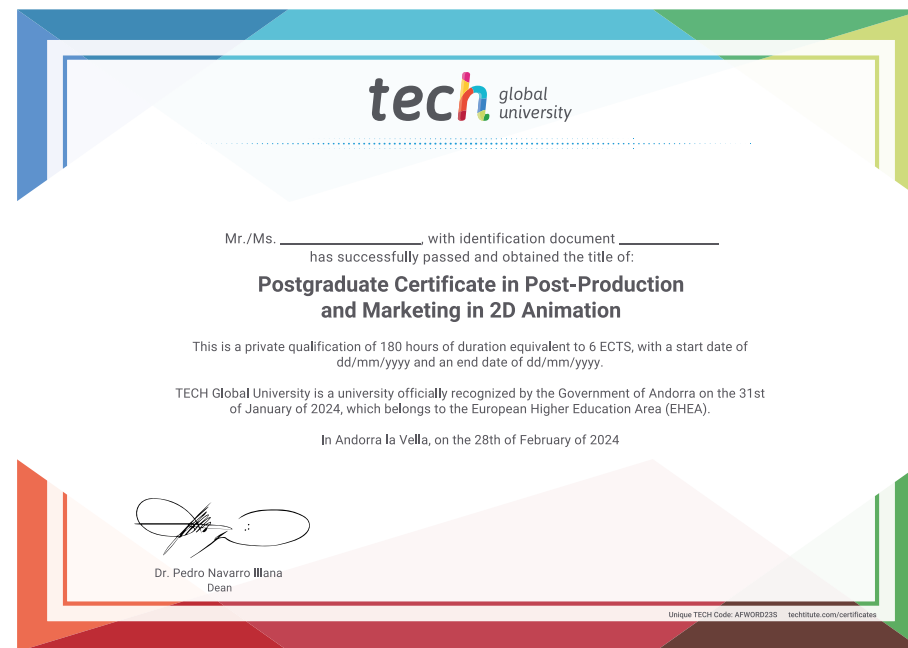 tech global university
Mr./Ms. ____________________, with identification document ______________
has successfully passed and obtained the title of:
Postgraduate Certificate in Post-Production
and Marketing in 2D Animation
This is a private qualification of 180 hours of duration equivalent to 6 ECTS, with a start date of
dd/mm/yyyy and an end date of dd/mm/yyyy.
TECH Global University is a university officially recognized by the Government of Andorra on the 31st
of January of 2024, which belongs to the European Higher Education Area (EHEA).
In Andorra la Vella, on the 28th of February of 2024
Dr. Pedro Navarro Illana
Dean
Unique TECH Code: AFWORD23S techtitute.com/certificates